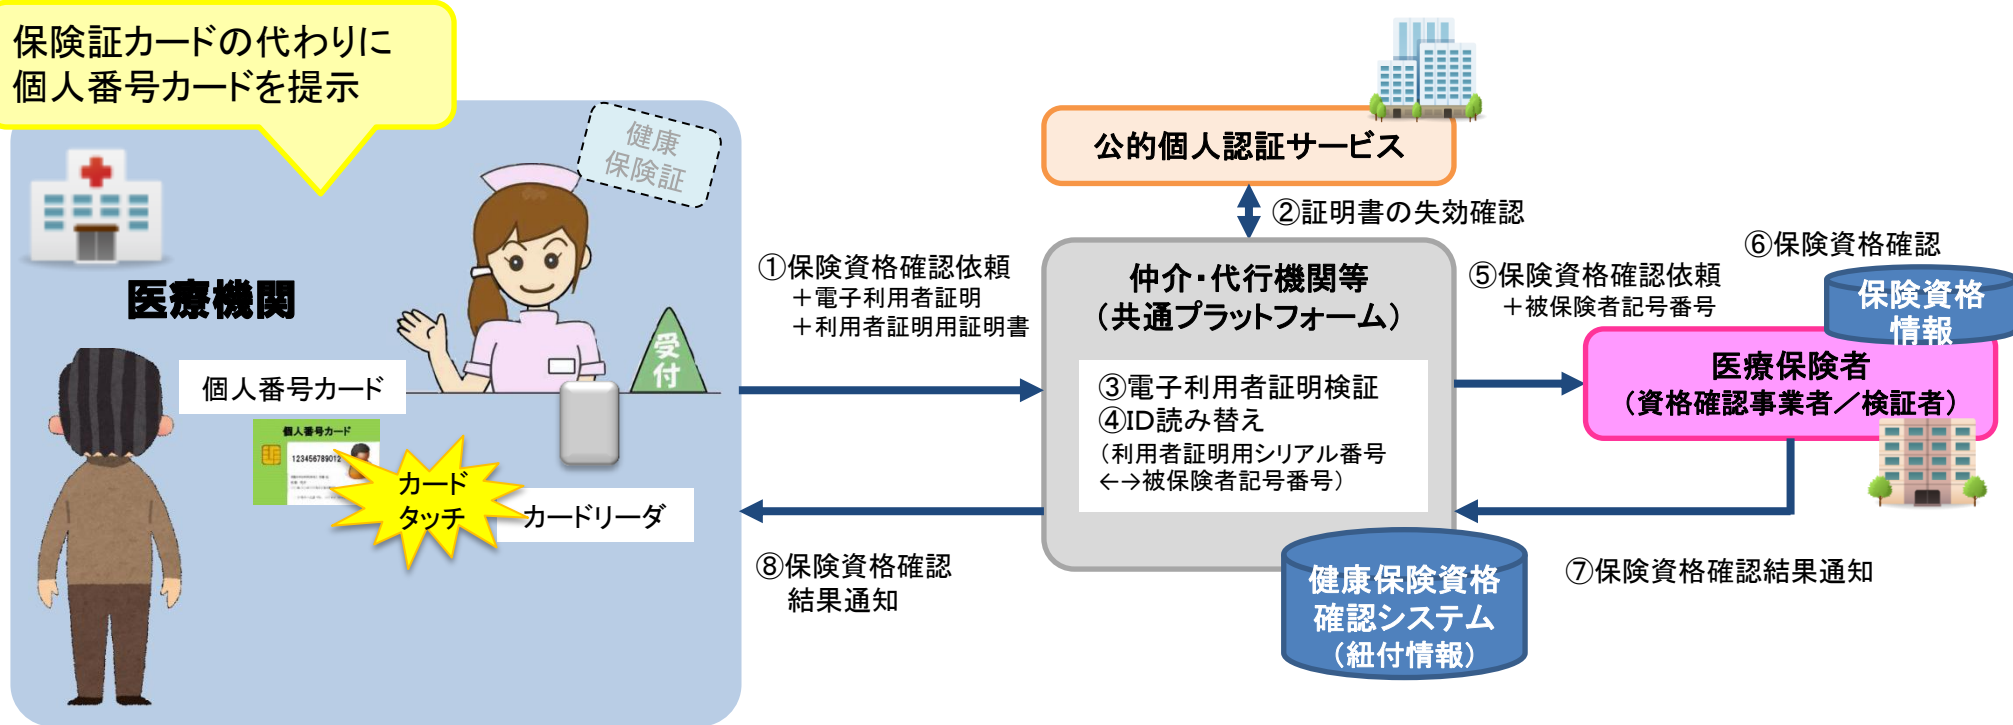 保険証カードの代わりに
個人番号カードを提示
健康
保険証
医療機関
受
付
個人番号カード
個人番号カード
123456789012
カード
タッチ
カードリーダ
①保険資格確認依頼
＋電子利用者証明
＋利用者証明用証明書
⑧保険資格確認
結果通知
公的個人認証サービス
②証明書の失効確認
仲介・代行機関等
（共通プラットフォーム）
③電子利用者証明検証
④ID読み替え
（利用者証明用シリアル番号
←→被保険者記号番号）
健康保険資格
確認システム
（紐付情報）
⑤保険資格確認依頼
＋被保険者記号番号
⑥保険資格確認
保険資格
情報
医療保険者
（資格確認事業者／検証者）
⑦保険資格確認結果通知